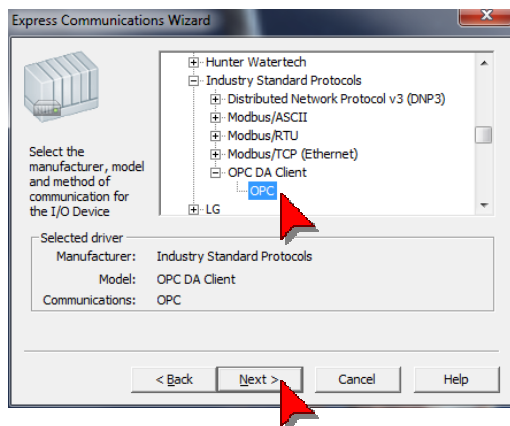 Express Communications Wizard
Hunter Watertech
Industry Standard Protocols
Distributed Network Protocol v3 (DNP3)
Modbus/ASCII
Modbus/RTU
Modbus/TCP (Ethernet)
OPC DA Client
OPC
LG
Select the
manufacturer, model
and method of
communication for
the I/O Device
Selected driver
Manufacturer: Industry Standard Protocols
Model: OPC DA Client
Communications: OPC
< Back Next > Cancel Help